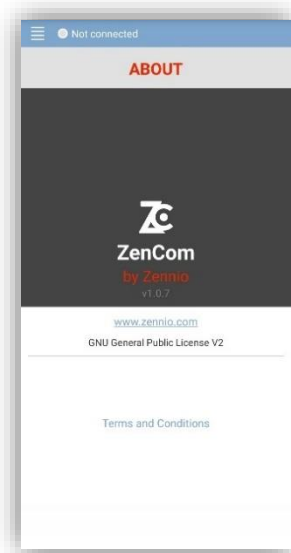 Not connected
ABOUT
ZC
ZenCom
by Zennio
v1.0.7
www.zennio.com
GNU General Public License V2
Terms and Conditions